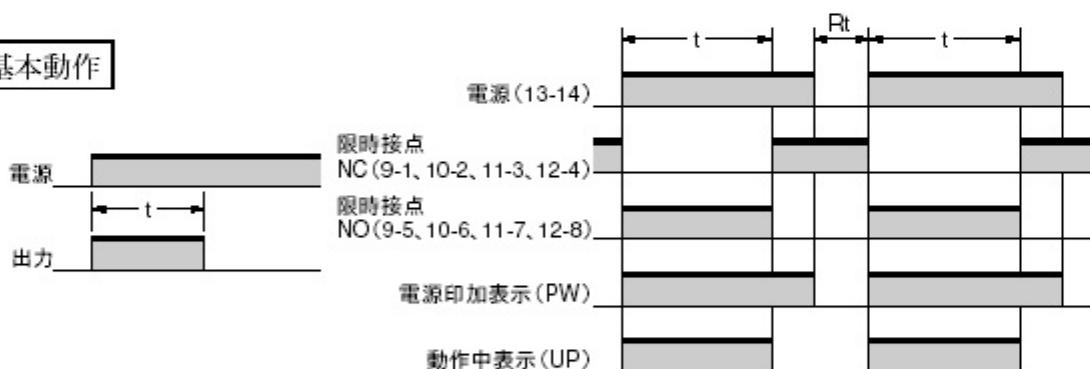 基本動作
電源
t
出力
t
Rt
t
電源(13-14)
限時接点
NC(9-1、10-2、11-3、12-4)
限時接点
NO(9-5、10-6、11-7、12-8)
電源印加表示(PW)
動作中表示(UP)